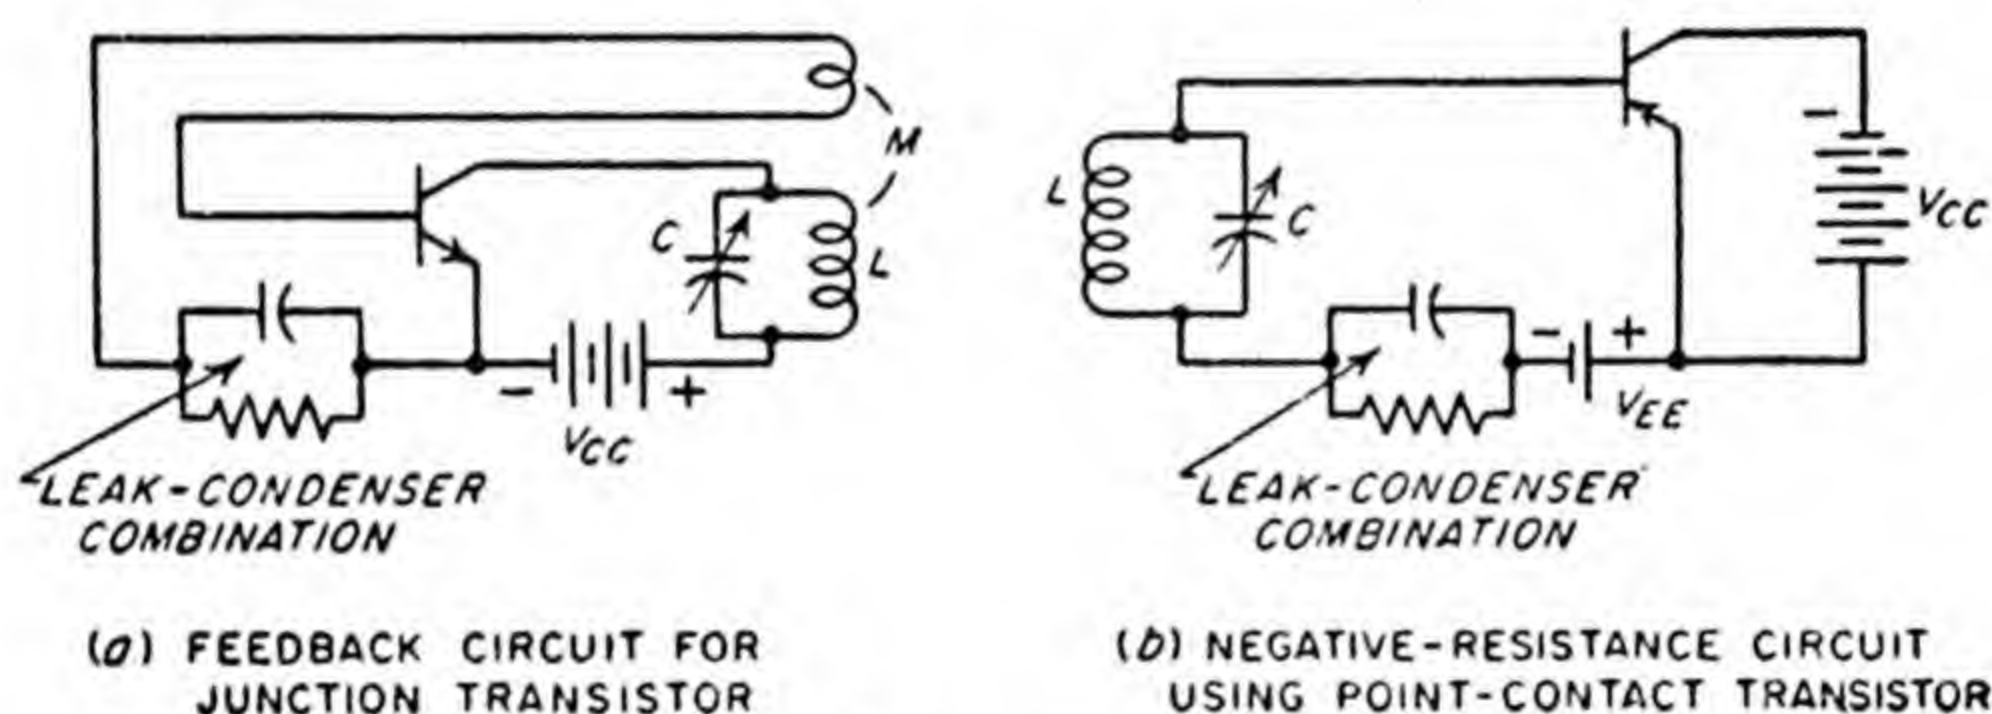 M
C
L
- +
VCC
LEAK-CONDENSER
COMBINATION
(a) FEEDBACK CIRCUIT FOR
JUNCTION TRANSISTOR
-
L
C
VCC
- +
VEE
LEAK-CONDENSER
COMBINATION
(b) NEGATIVE-RESISTANCE CIRCUIT
USING POINT-CONTACT TRANSISTOR